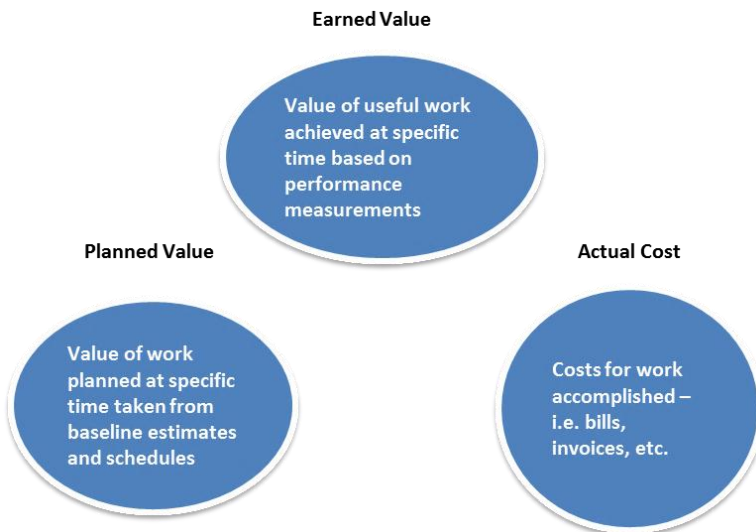 Earned Value
Value of useful work
achieved at specific
time based on
performance
measurements
Planned Value
Value of work
planned at specific
time taken from
baseline estimates
and schedules
Actual Cost
Costs for work
accomplished –
i.e. bills,
invoices, etc.